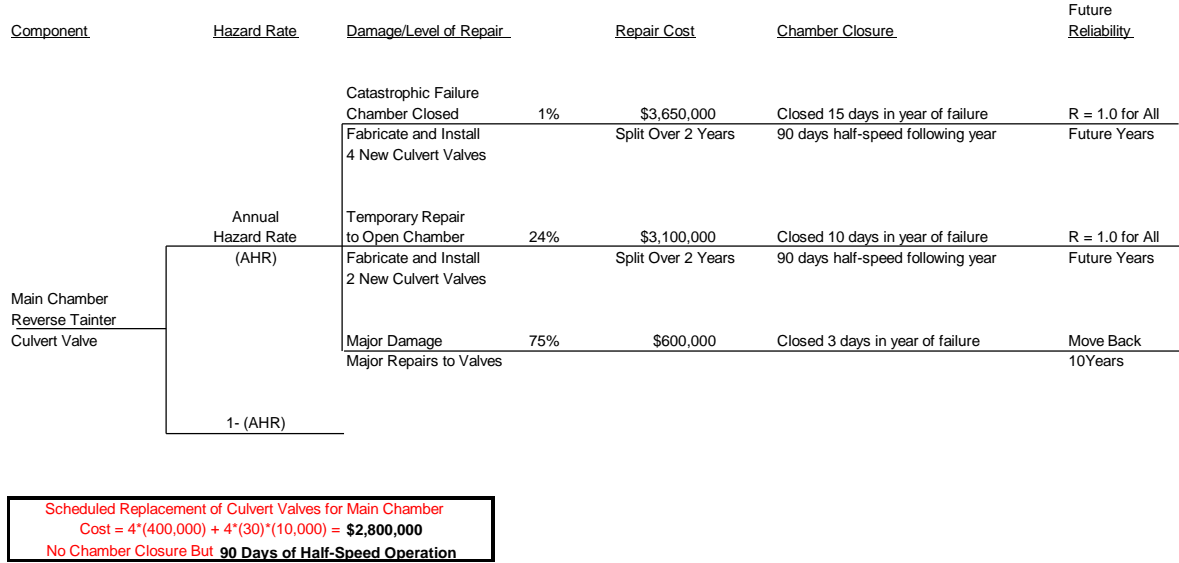 Future
Component Hazard Rate Damage/Level of Repair Repair Cost Chamber Closure Reliability
Catastrophic Failure
Chamber Closed 1% $3,650,000 Closed 15 days in year of failure R = 1.0 for All
Fabricate and Install Split Over 2 Years 90 days half-speed following year Future Years
4 New Culvert Valves
Annual Temporary Repair
Hazard Rate to Open Chamber 24% $3,100,000 Closed 10 days in year of failure R = 1.0 for All
(AHR) Fabricate and Install Split Over 2 Years 90 days half-speed following year Future Years
2 New Culvert Valves
Main Chamber
Reverse Tainter
Culvert Valve Major Damage 75% $600,000 Closed 3 days in year of failure Move Back
Major Repairs to Valves 10Years
1- (AHR)
Scheduled Replacement of Culvert Valves for Main Chamber
Cost = 4*(400,000) + 4*(30)*(10,000) = $2,800,000
No Chamber Closure But 90 Days of Half-Speed Operation